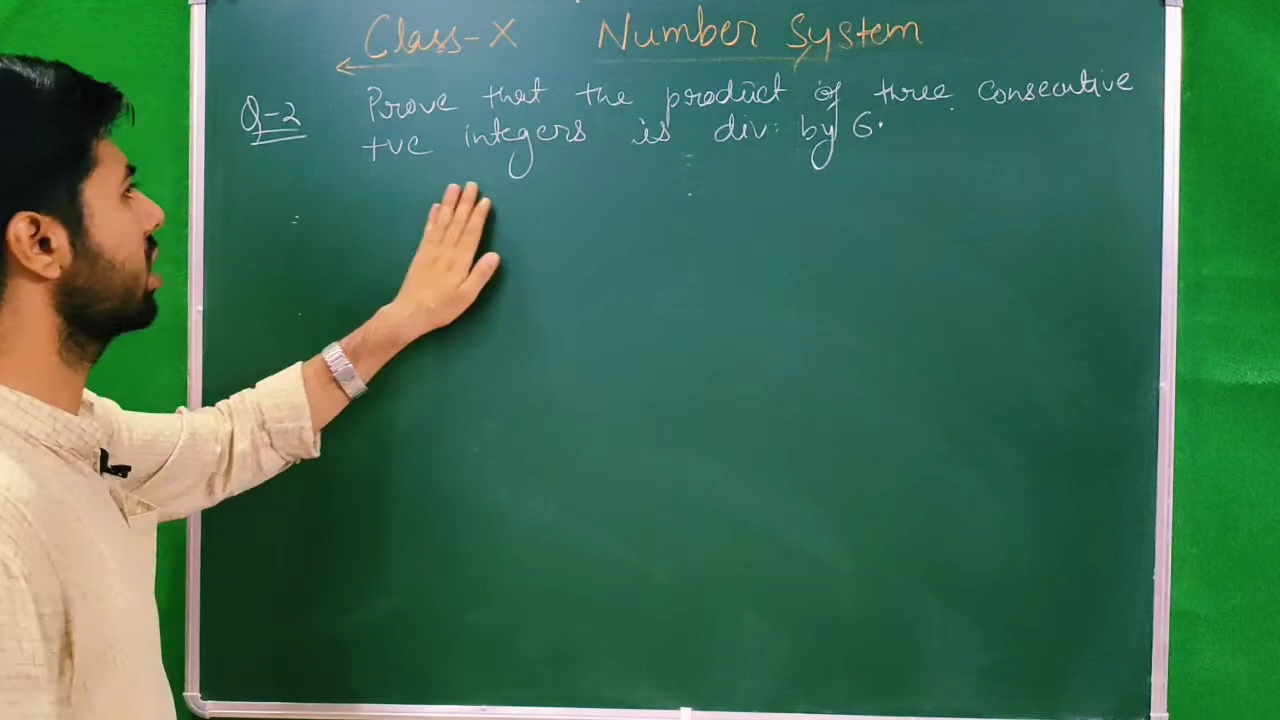 Class-X Number System
Q-2 Prove that the product of three consecutive
+ve integers is div: by 6.